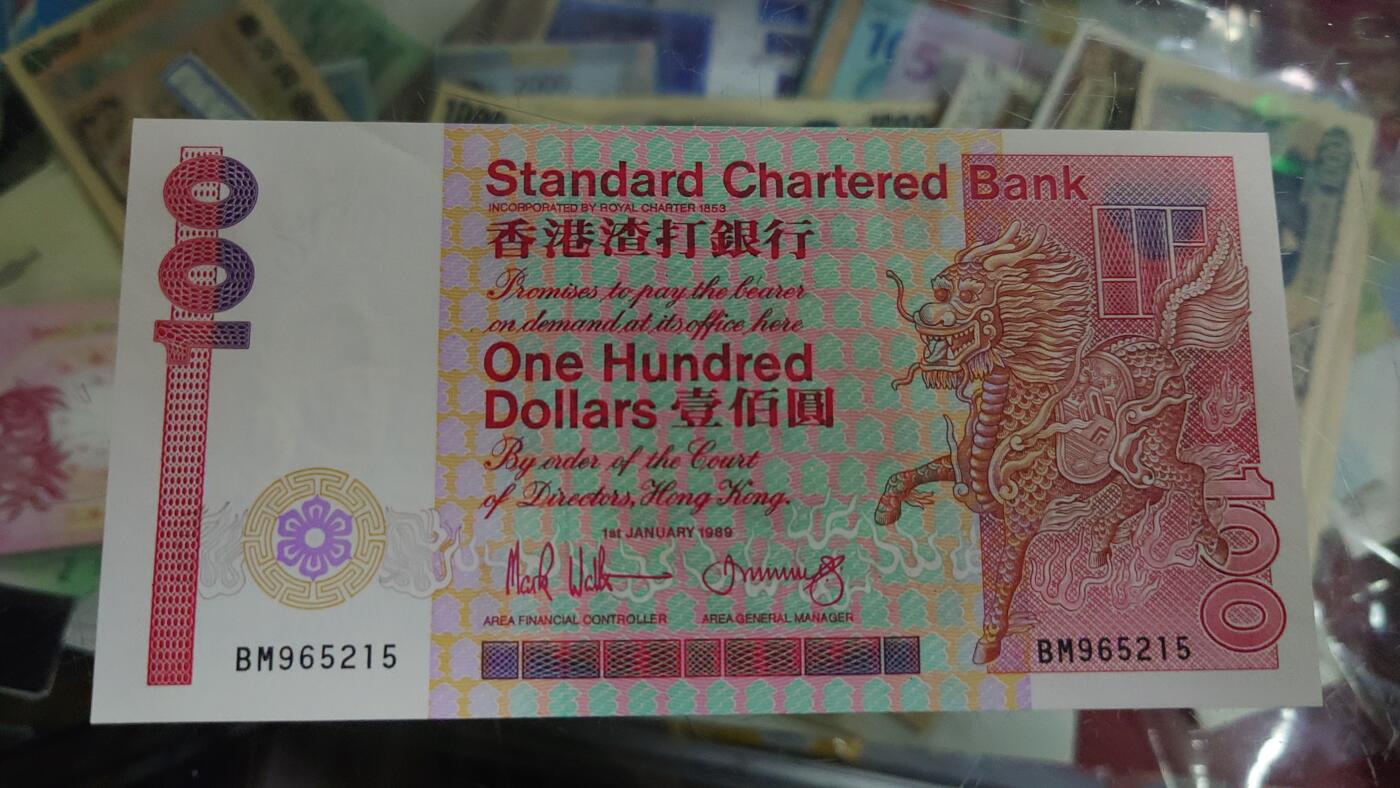 100
Standard Chartered Bank
INCORPORATED BY ROYAL CHARTER 1853
香港渣打銀行
Promises to pay the bearer
on demand at its office here
One Hundred
Dollars 壹佰圓
By order of the Court
of Directors, Hong Kong.
1st JANUARY 1989
AREA FINANCIAL CONTROLLER AREA GENERAL MANAGER
BM965215 BM965215
100